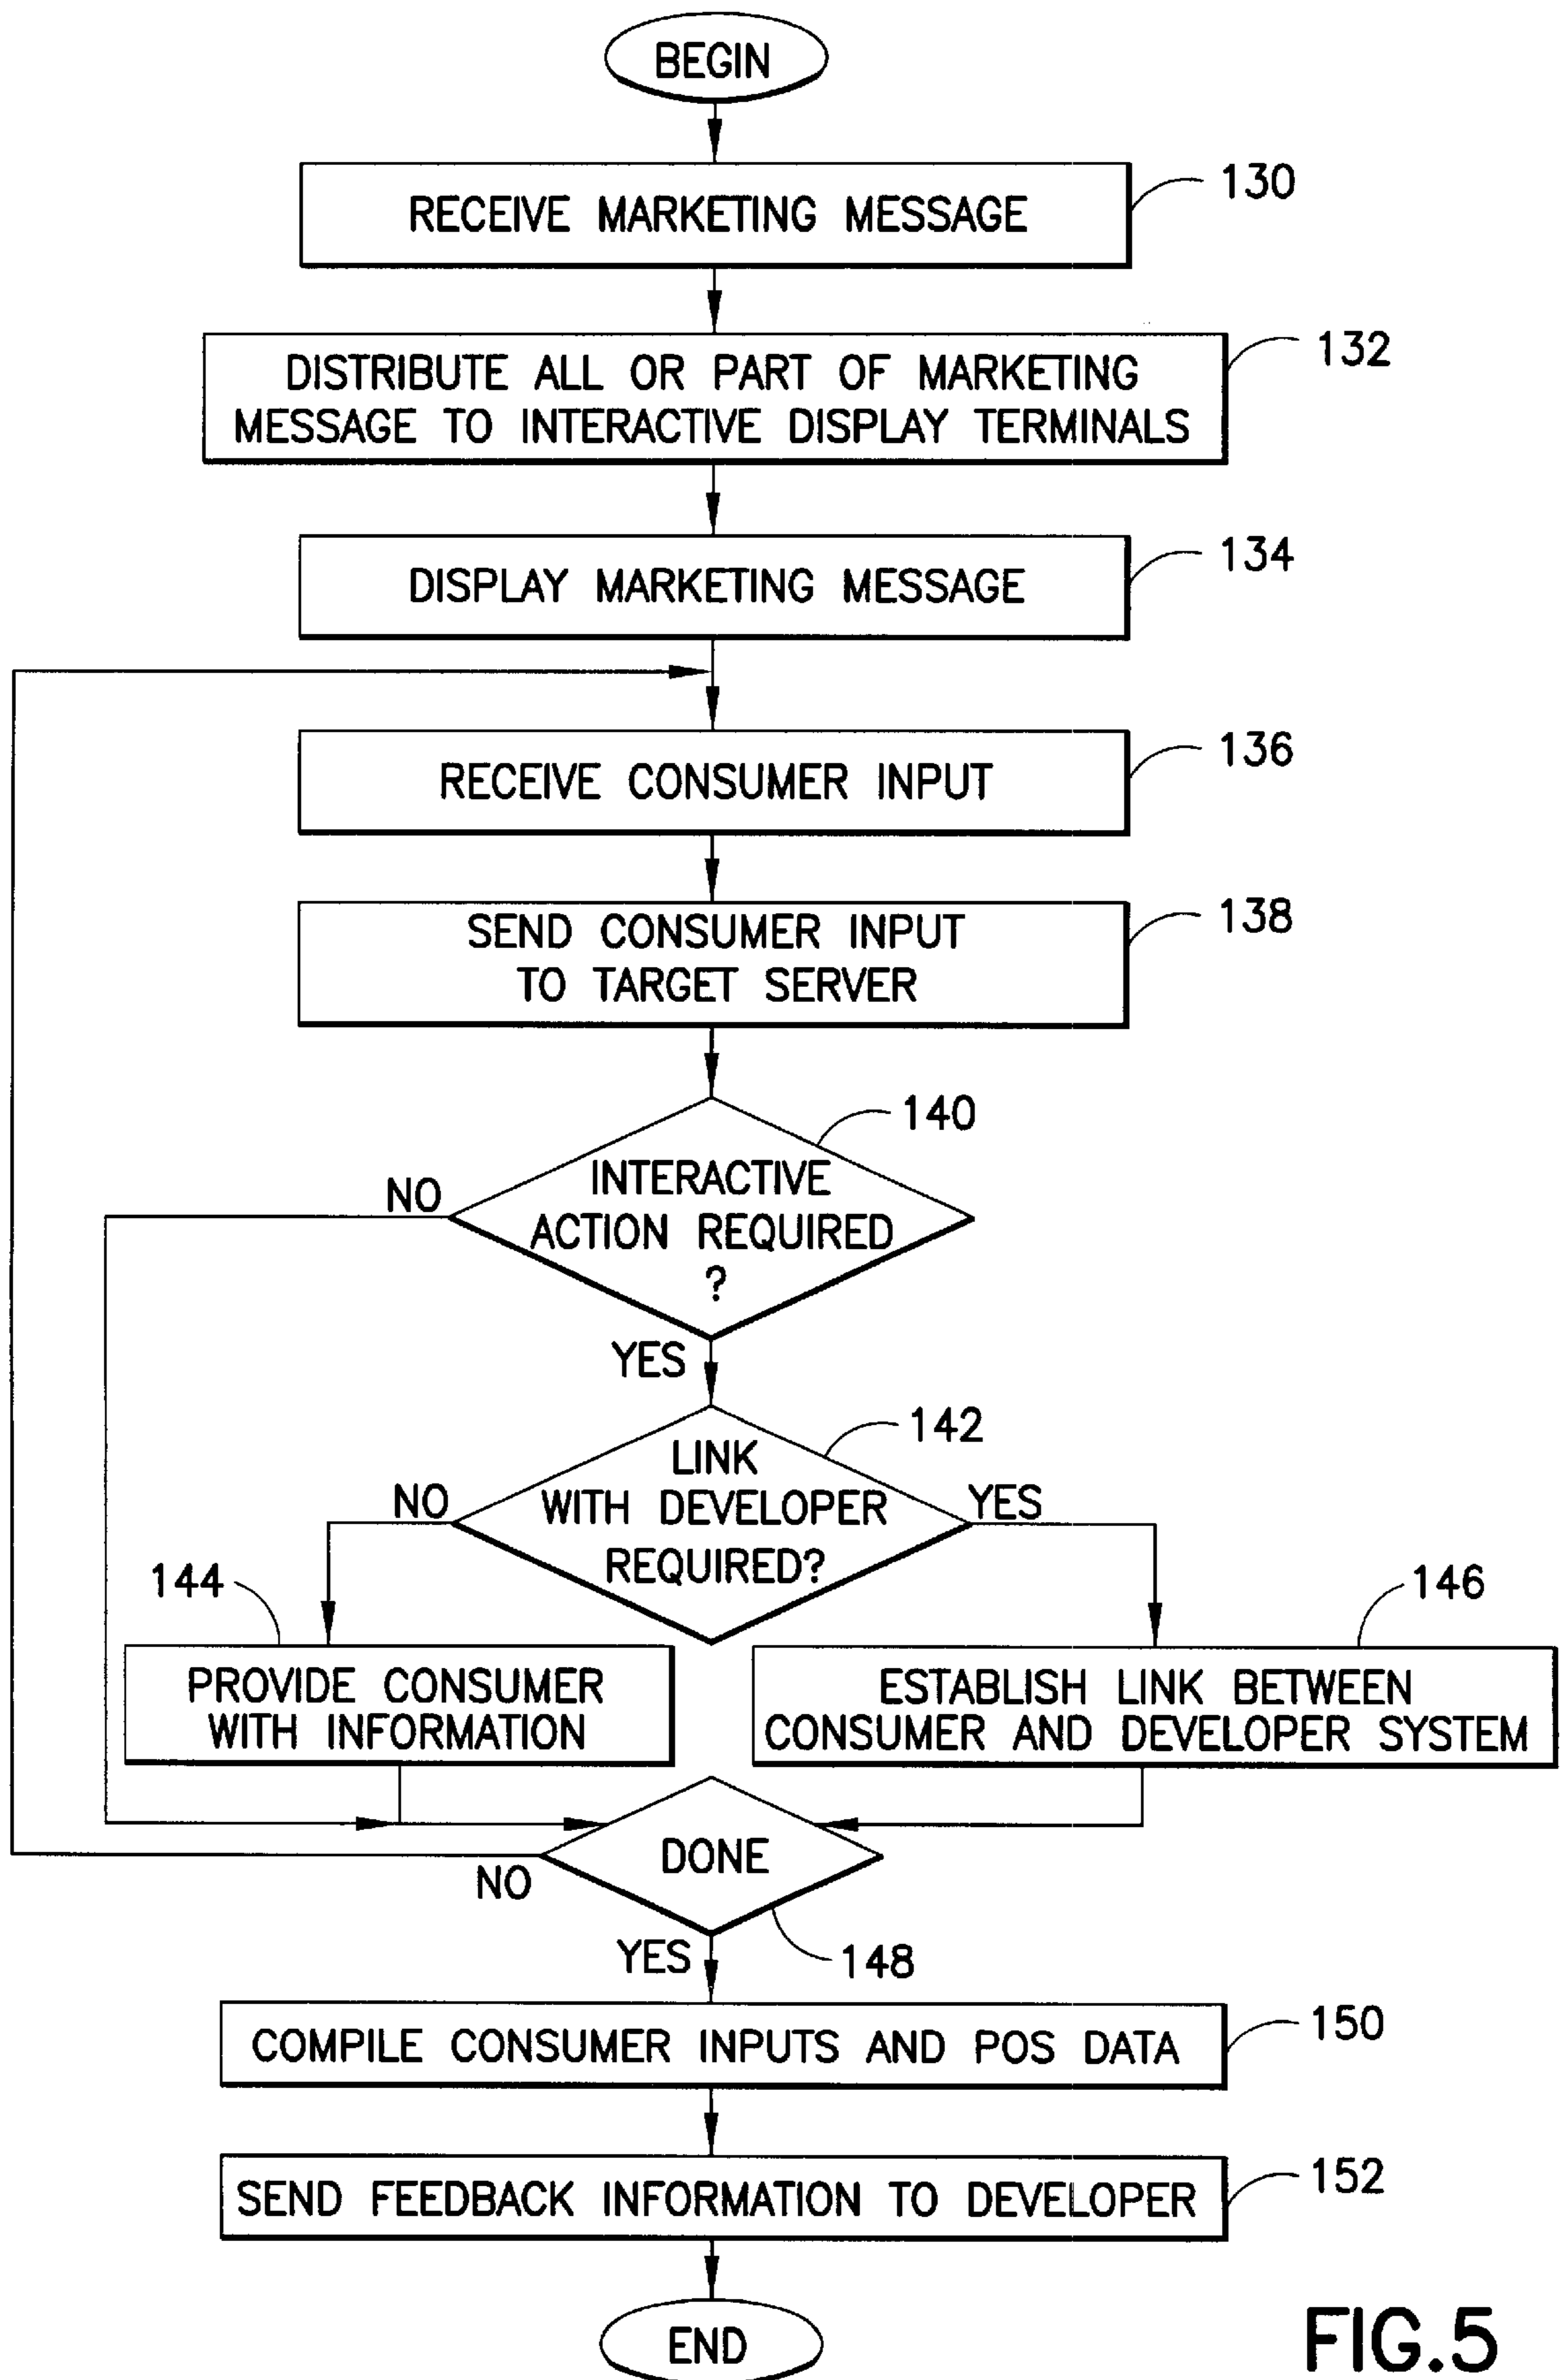 BEGIN
RECEIVE MARKETING MESSAGE
130
DISTRIBUTE ALL OR PART OF MARKETING
MESSAGE TO INTERACTIVE DISPLAY TERMINALS
132
DISPLAY MARKETING MESSAGE
134
RECEIVE CONSUMER INPUT
136
SEND CONSUMER INPUT
TO TARGET SERVER
138
140
INTERACTIVE
ACTION REQUIRED
?
NO
YES
142
LINK
WITH DEVELOPER
REQUIRED?
NO
YES
144
PROVIDE CONSUMER
WITH INFORMATION
146
ESTABLISH LINK BETWEEN
CONSUMER AND DEVELOPER SYSTEM
DONE
NO
YES
148
COMPILE CONSUMER INPUTS AND POS DATA
150
SEND FEEDBACK INFORMATION TO DEVELOPER
152
END
FIG.5